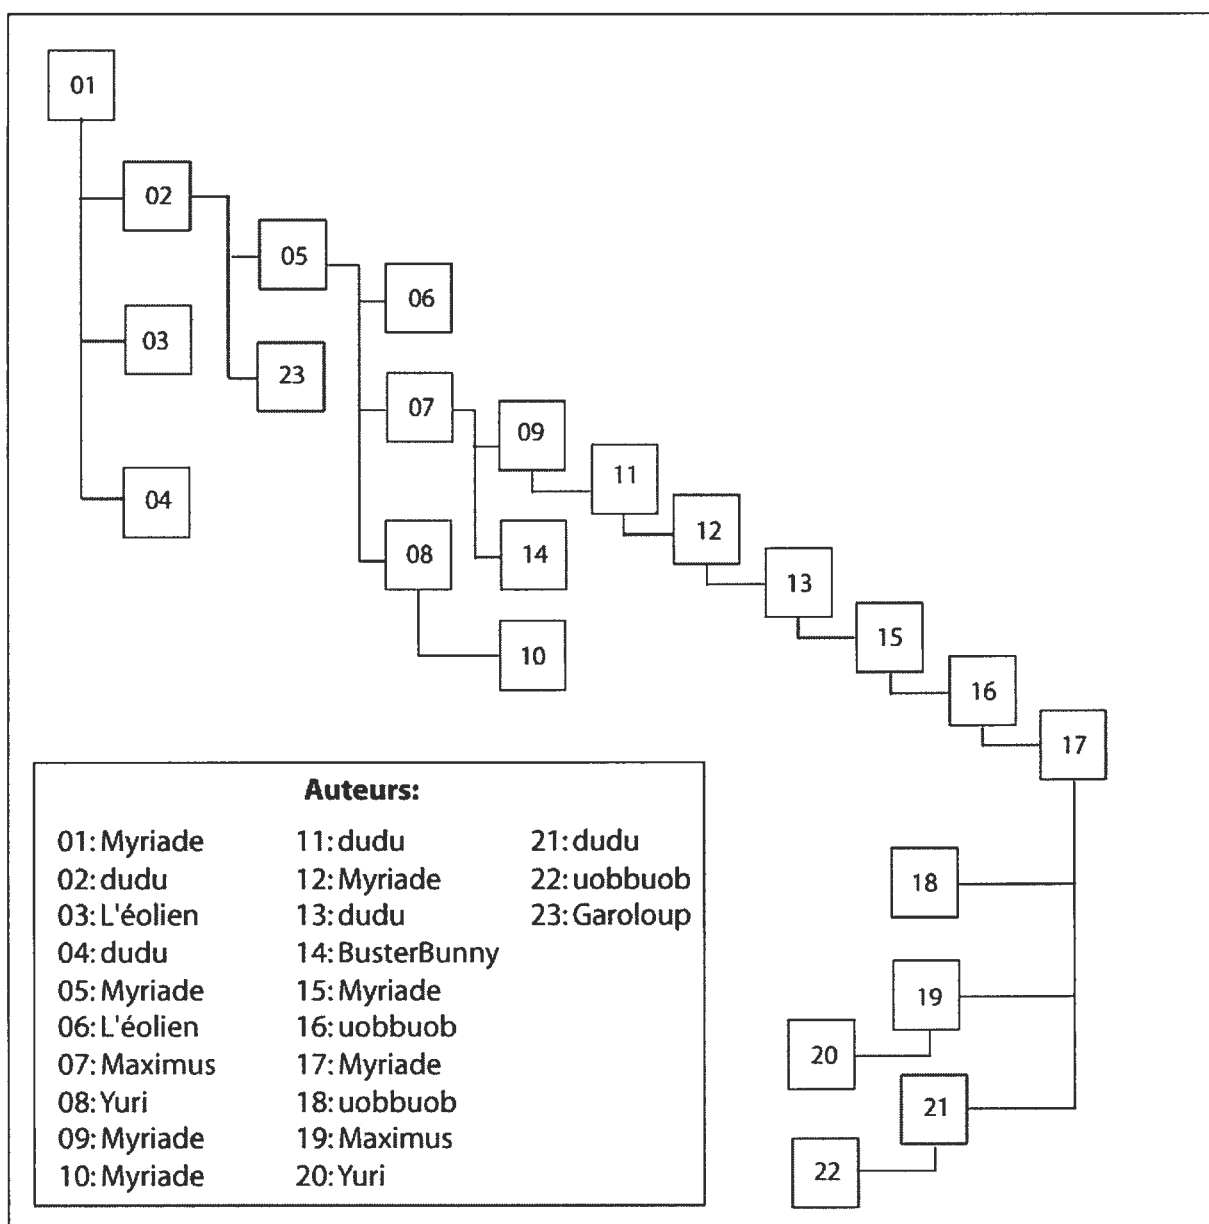 01
02
05
06
03
23
07
09
11
04
12
08
14
13
15
10
16
17
18
19
20
21
22
Auteurs:
01: Myriade
02: dudu
03: L'éolien
04: dudu
05: Myriade
06: L'éolien
07: Maximus
08: Yuri
09: Myriade
10: Myriade
11: dudu
12: Myriade
13: dudu
14: BusterBunny
15: Myriade
16: uobbuob
17: Myriade
18: uobbuob
19: Maximus
20: Yuri
21: dudu
22: uobbuob
23: Garoloup